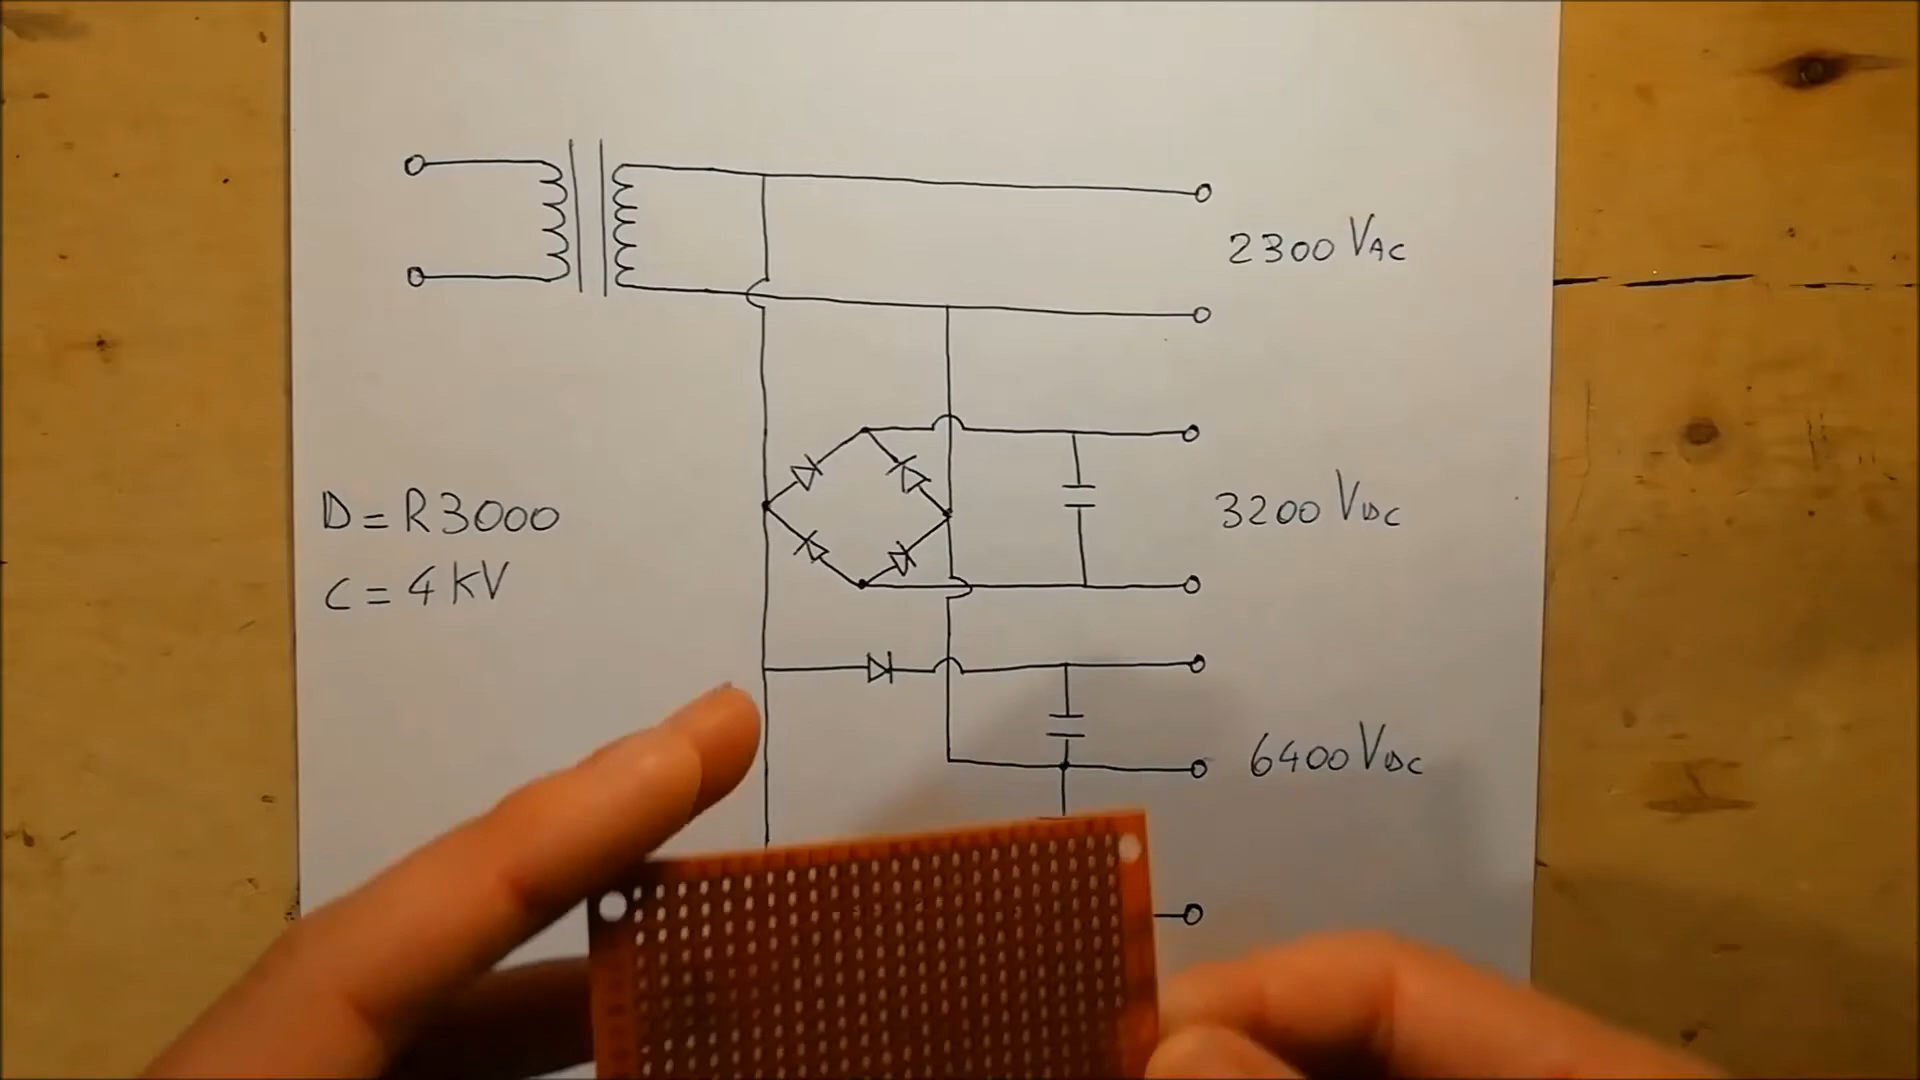 2300 VAC
3200 VDC
D = R3000
C = 4 KV
6400 VDC